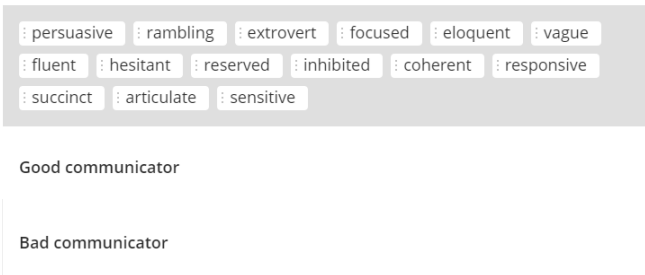 persuasive rambling extrovert focused eloquent vague
fluent hesitant reserved inhibited coherent responsive
succinct articulate sensitive
Good communicator
Bad communicator